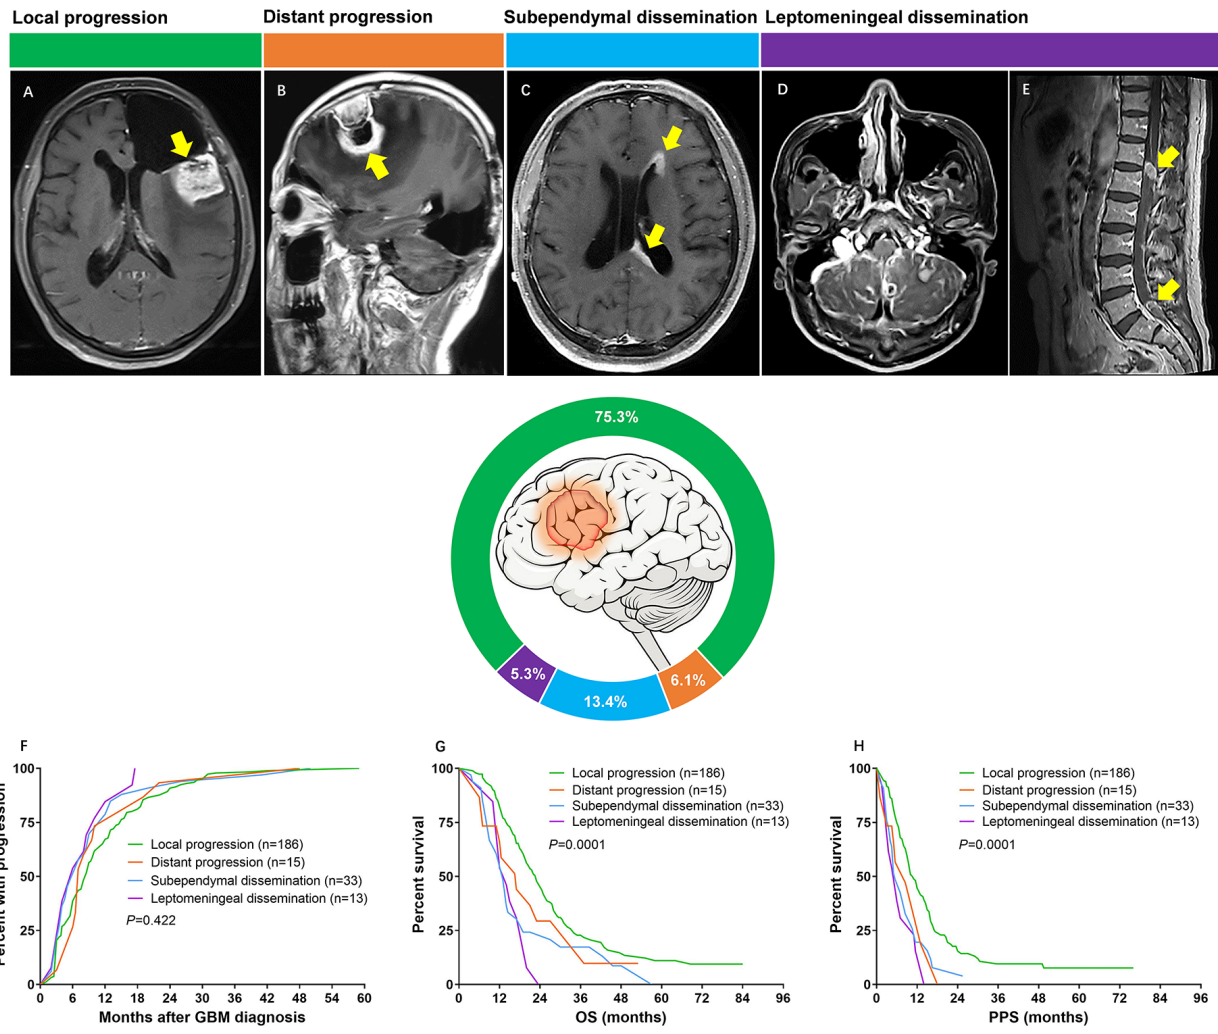 Local progression
Distant progression
Subependymal dissemination
Leptomeningeal dissemination
A
B
C
D
E
75.3%
5.3%
13.4%
6.1%
F
Percent with progression
100
75
50
25
0
0 6 12 18 24 30 36 42 48 54 60
Months after GBM diagnosis
Local progression (n=186)
Distant progression (n=15)
Subependymal dissemination (n=33)
Leptomeningeal dissemination (n=13)
P=0.422
G
Percent survival
100
75
50
25
0
0 12 24 36 48 60 72 84 96
OS (months)
Local progression (n=186)
Distant progression (n=15)
Subependymal dissemination (n=33)
Leptomeningeal dissemination (n=13)
P=0.0001
H
Percent survival
100
75
50
25
0
0 12 24 36 48 60 72 84 96
PPS (months)
Local progression (n=186)
Distant progression (n=15)
Subependymal dissemination (n=33)
Leptomeningeal dissemination (n=13)
P=0.0001